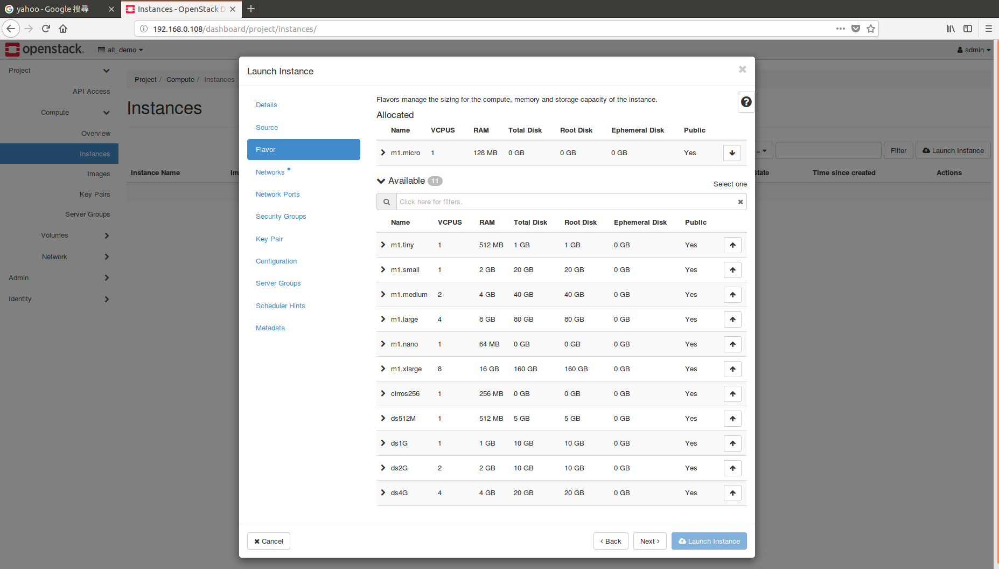 yahoo - Google 搜尋
Instances - OpenStack D
192.168.0.108/dashboard/project/instances/
openstack.
alt_demo
admin
Project
API Access
Compute
Overview
Instances
Images
Key Pairs
Server Groups
Volumes
Network
Admin
Identity
Project / Compute / Instances
Instances
= Filter Launch Instance
Instance Name Im State Time since created Actions
Launch Instance
Details
Source
Flavor
Networks *
Network Ports
Security Groups
Key Pair
Configuration
Server Groups
Scheduler Hints
Metadata
Flavors manage the sizing for the compute, memory and storage capacity of the instance.
Allocated
Name VCPUS RAM Total Disk Root Disk Ephemeral Disk Public
m1.micro 1 128 MB 0 GB 0 GB 0 GB Yes
Available 11
Select one
Click here for filters.
Name VCPUS RAM Total Disk Root Disk Ephemeral Disk Public
m1.tiny 1 512 MB 1 GB 1 GB 0 GB Yes
m1.small 1 2 GB 20 GB 20 GB 0 GB Yes
m1.medium 2 4 GB 40 GB 40 GB 0 GB Yes
m1.large 4 8 GB 80 GB 80 GB 0 GB Yes
m1.nano 1 64 MB 0 GB 0 GB 0 GB Yes
m1.xlarge 8 16 GB 160 GB 160 GB 0 GB Yes
cirros256 1 256 MB 0 GB 0 GB 0 GB Yes
ds512M 1 512 MB 5 GB 5 GB 0 GB Yes
ds1G 1 1 GB 10 GB 10 GB 0 GB Yes
ds2G 2 2 GB 10 GB 10 GB 0 GB Yes
ds4G 4 4 GB 20 GB 20 GB 0 GB Yes
Cancel
< Back
Next >
Launch Instance